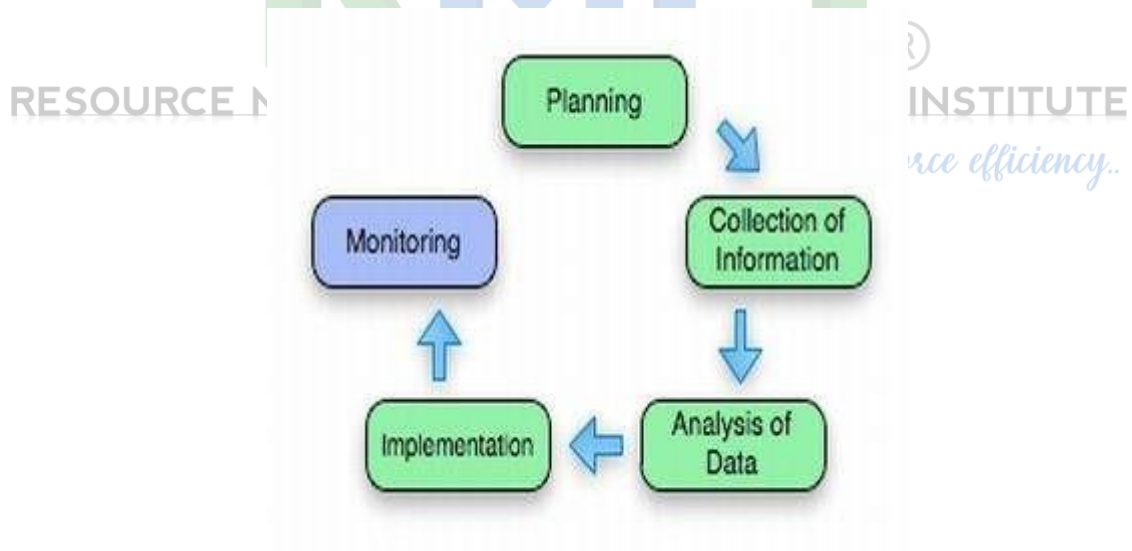 RESOURCE
INSTITUTE
efficiency..
Planning
Collection of
Information
Monitoring
Analysis of
Data
Implementation